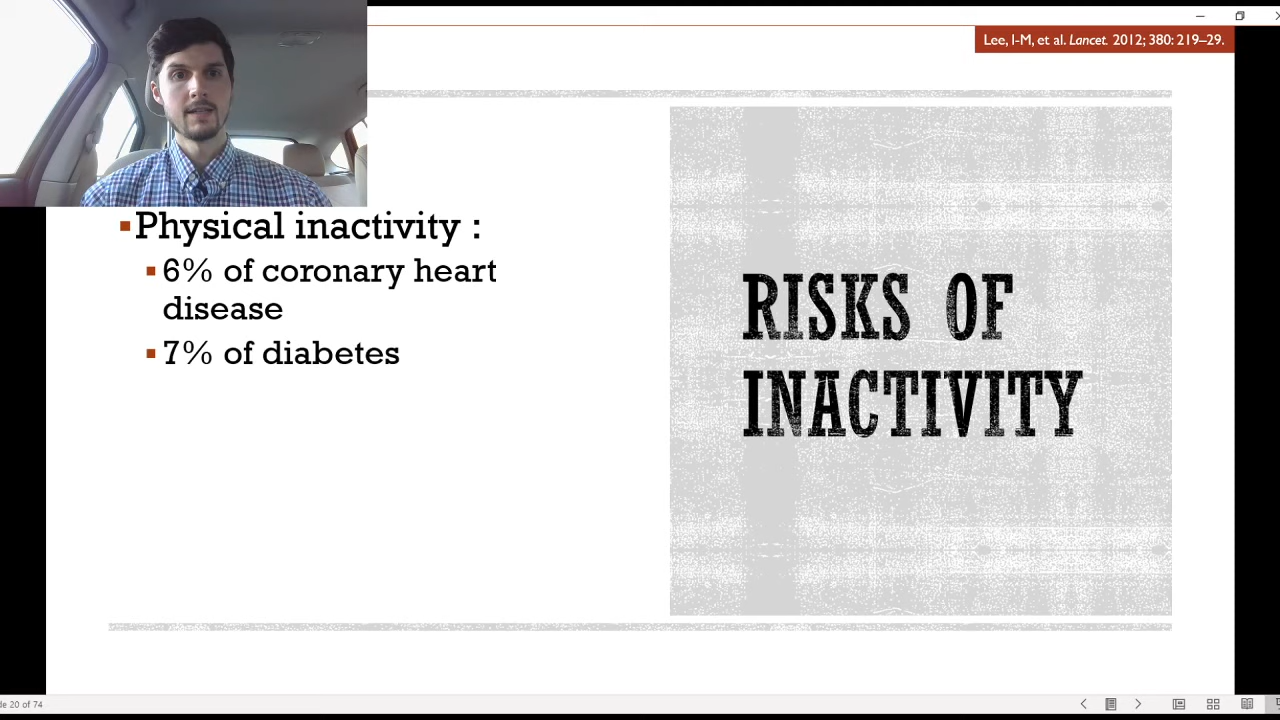 Lee, I-M, et al. Lancet. 2012; 380: 219–29.
Physical inactivity :
6% of coronary heart
disease
7% of diabetes
RISKS OF
INACTIVITY
de 20 of 74